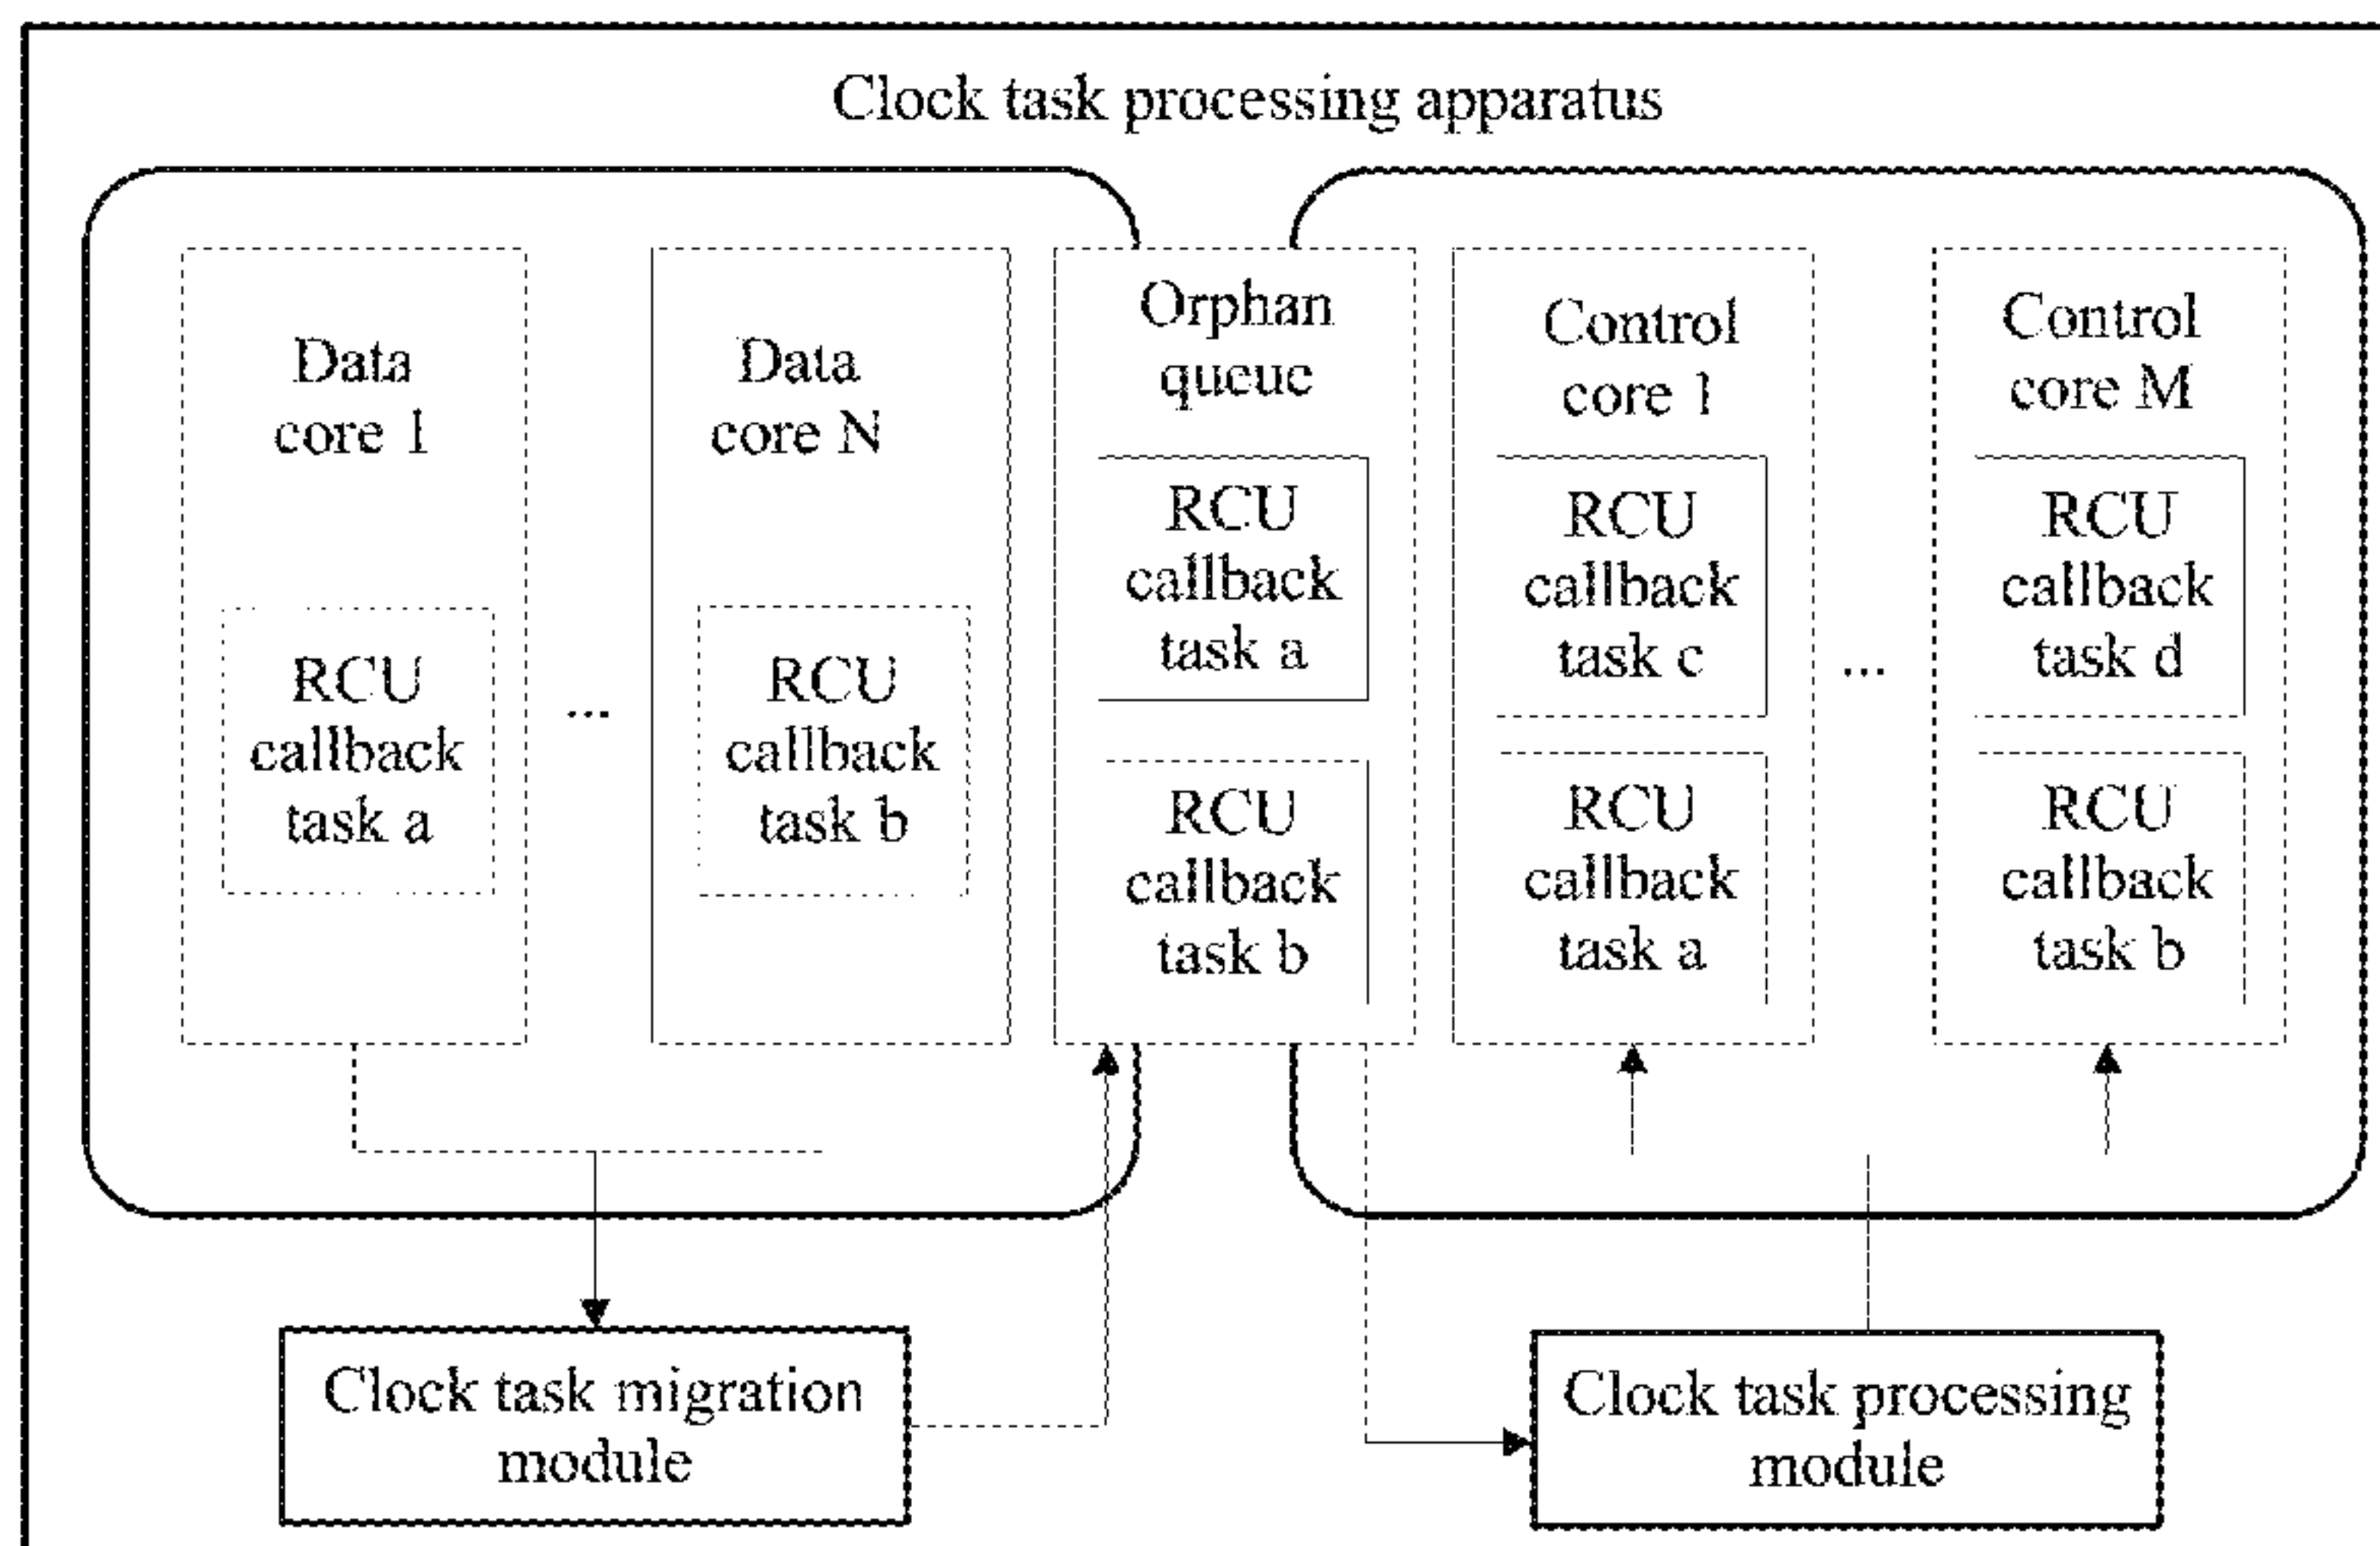 Clock task processing apparatus
Data
core 1
RCU
callback
task a
...
Data
core N
RCU
callback
task b
Orphan
queue
RCU
callback
task a
RCU
callback
task b
Control
core 1
RCU
callback
task c
RCU
callback
task a
...
Control
core M
RCU
callback
task d
RCU
callback
task b
Clock task migration
module
Clock task processing
module